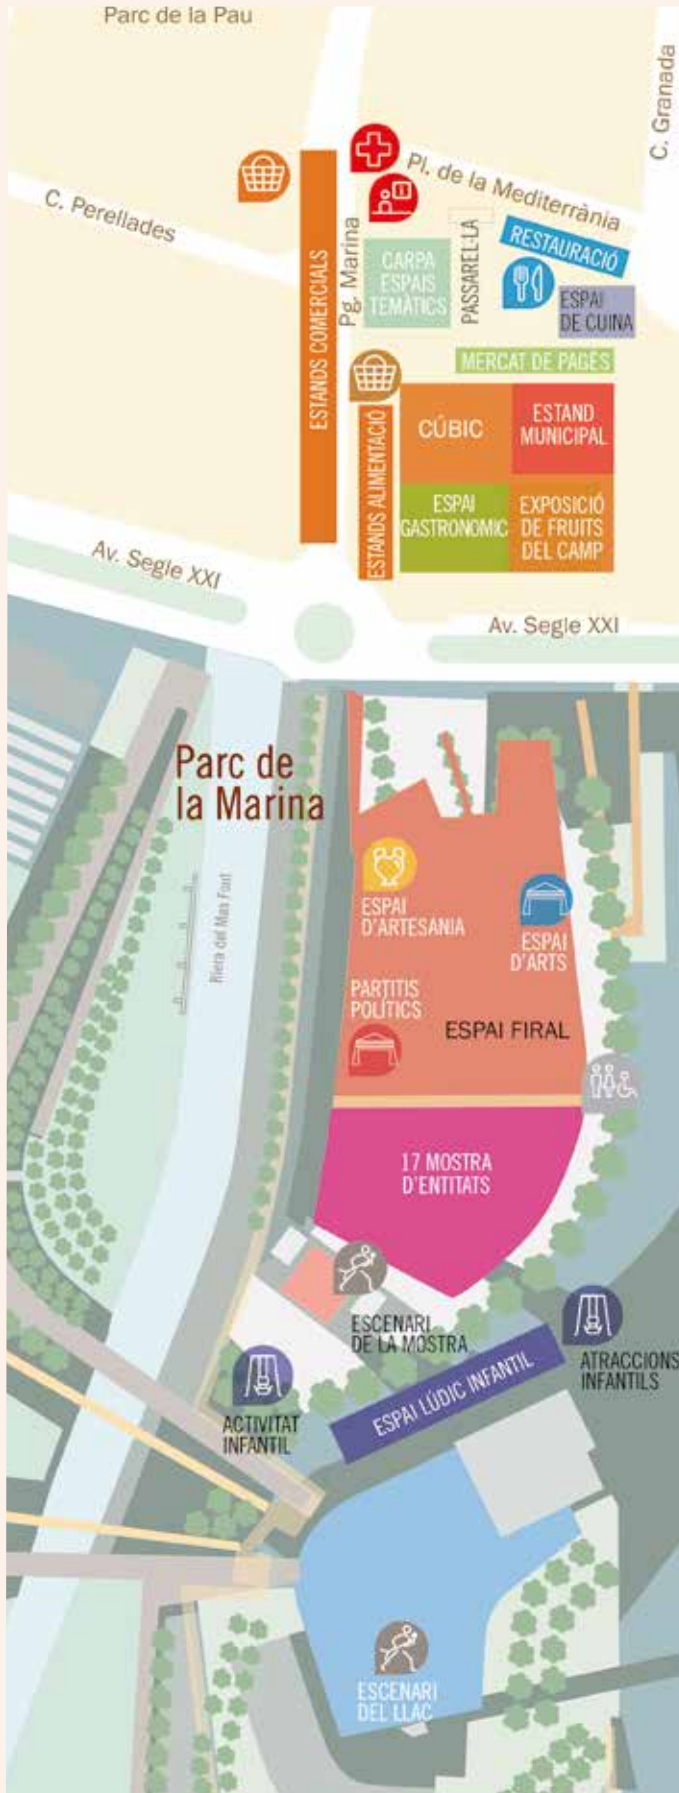 Parc de la Pau
C. Granada
Pl. de la Mediterrània
C. Perellades
Pg. Marina
ESTANDS COMERCIALS
CARPA
ESPAIS
TEMÀTICS
PASSAREL·LA
RESTAURACIÓ
ESPAI
DE CUINA
MERCAT DE PAGÈS
ESTANDS ALIMENTACIÓ
CÚBIC
ESTAND
MUNICIPAL
ESPAI
GASTRONOMIC
EXPOSICIÓ
DE FRUITS
DEL CAMP
Av. Segle XXI
Av. Segle XXI
Parc de
la Marina
Riera del Mas Font
ESPAI
D'ARTESANIA
ESPAI
D'ARTS
PARTITIS
POLÍTICS
ESPAI FIRAL
17 MOSTRA
D'ENTITATS
ESCENARI
DE LA MOSTRA
ATRACCIONS
INFANTILS
ESPAI LÚDIC INFANTIL
ACTIVITAT
INFANTIL
ESCENARI
DEL LLAC